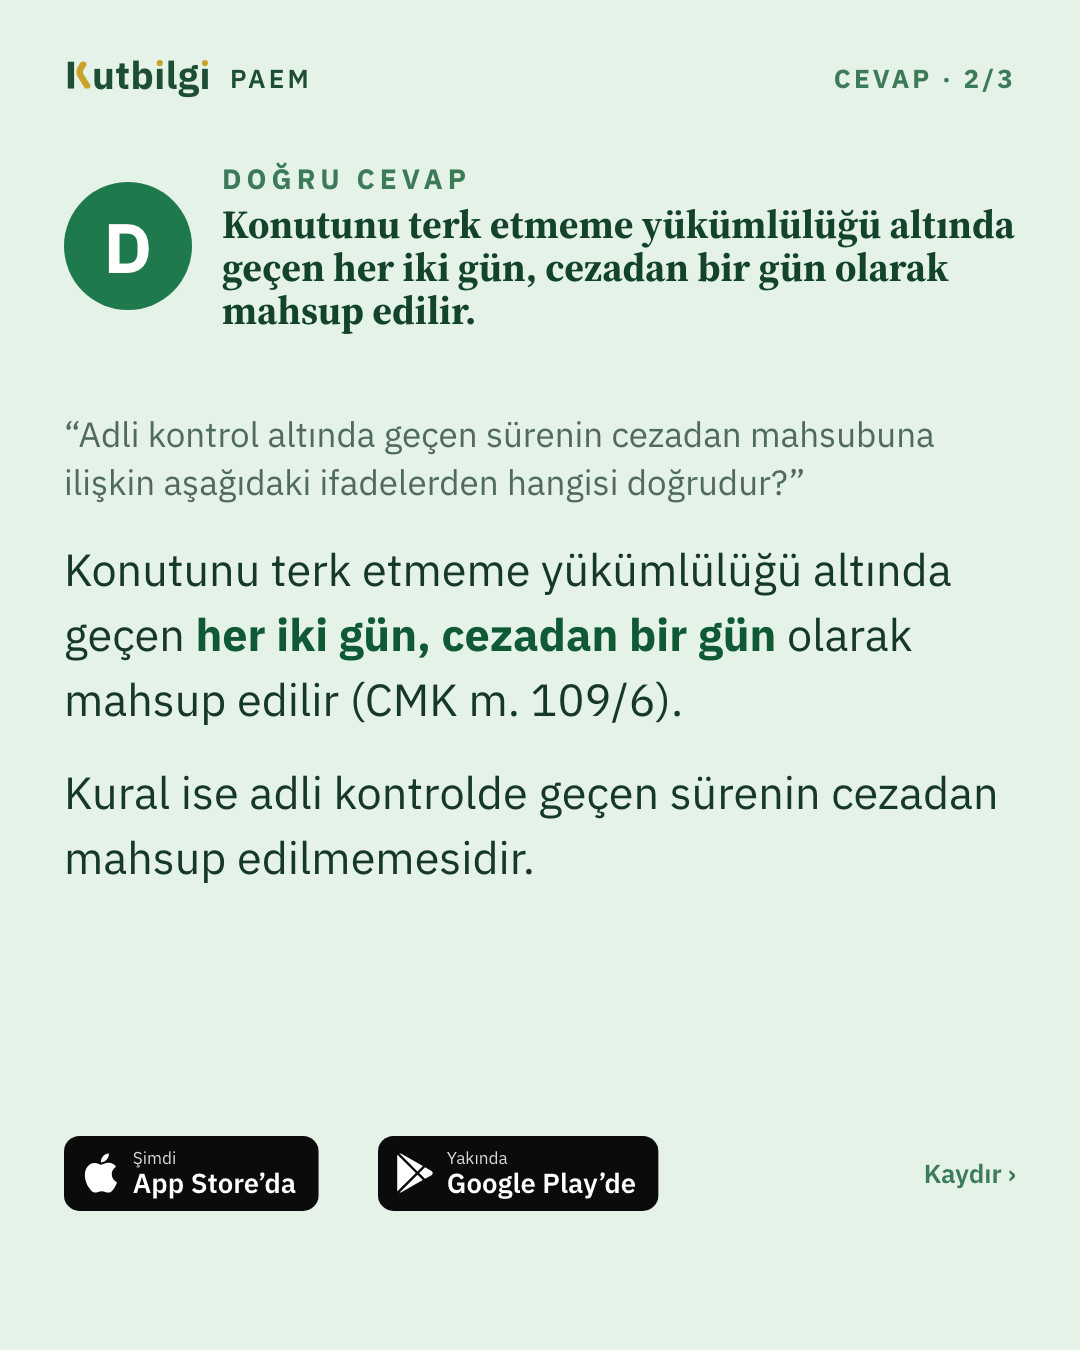 Kutbilgi PAEM
CEVAP · 2/3
D
DOĞRU CEVAP
Konutunu terk etmeme yükümlülüğü altında
geçen her iki gün, cezadan bir gün olarak
mahsup edilir.
“Adli kontrol altında geçen sürenin cezadan mahsubuna
ilişkin aşağıdaki ifadelerden hangisi doğrudur?”
Konutunu terk etmeme yükümlülüğü altında
geçen her iki gün, cezadan bir gün olarak
mahsup edilir (CMK m. 109/6).
Kural ise adli kontrolde geçen sürenin cezadan
mahsup edilmemesidir.
Şimdi
App Store’da
Yakında
Google Play’de
Kaydır ›